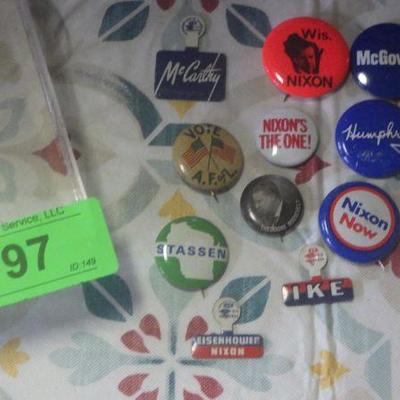 McCarthy
Wis.
NIXON
McGov
VOTE
A.F. of L.
NIXON'S
THE ONE!
Humphr
STASSEN
Nixon
Now
IKE
EISENHOWER
NIXON
Service, LLC
97
ID:149